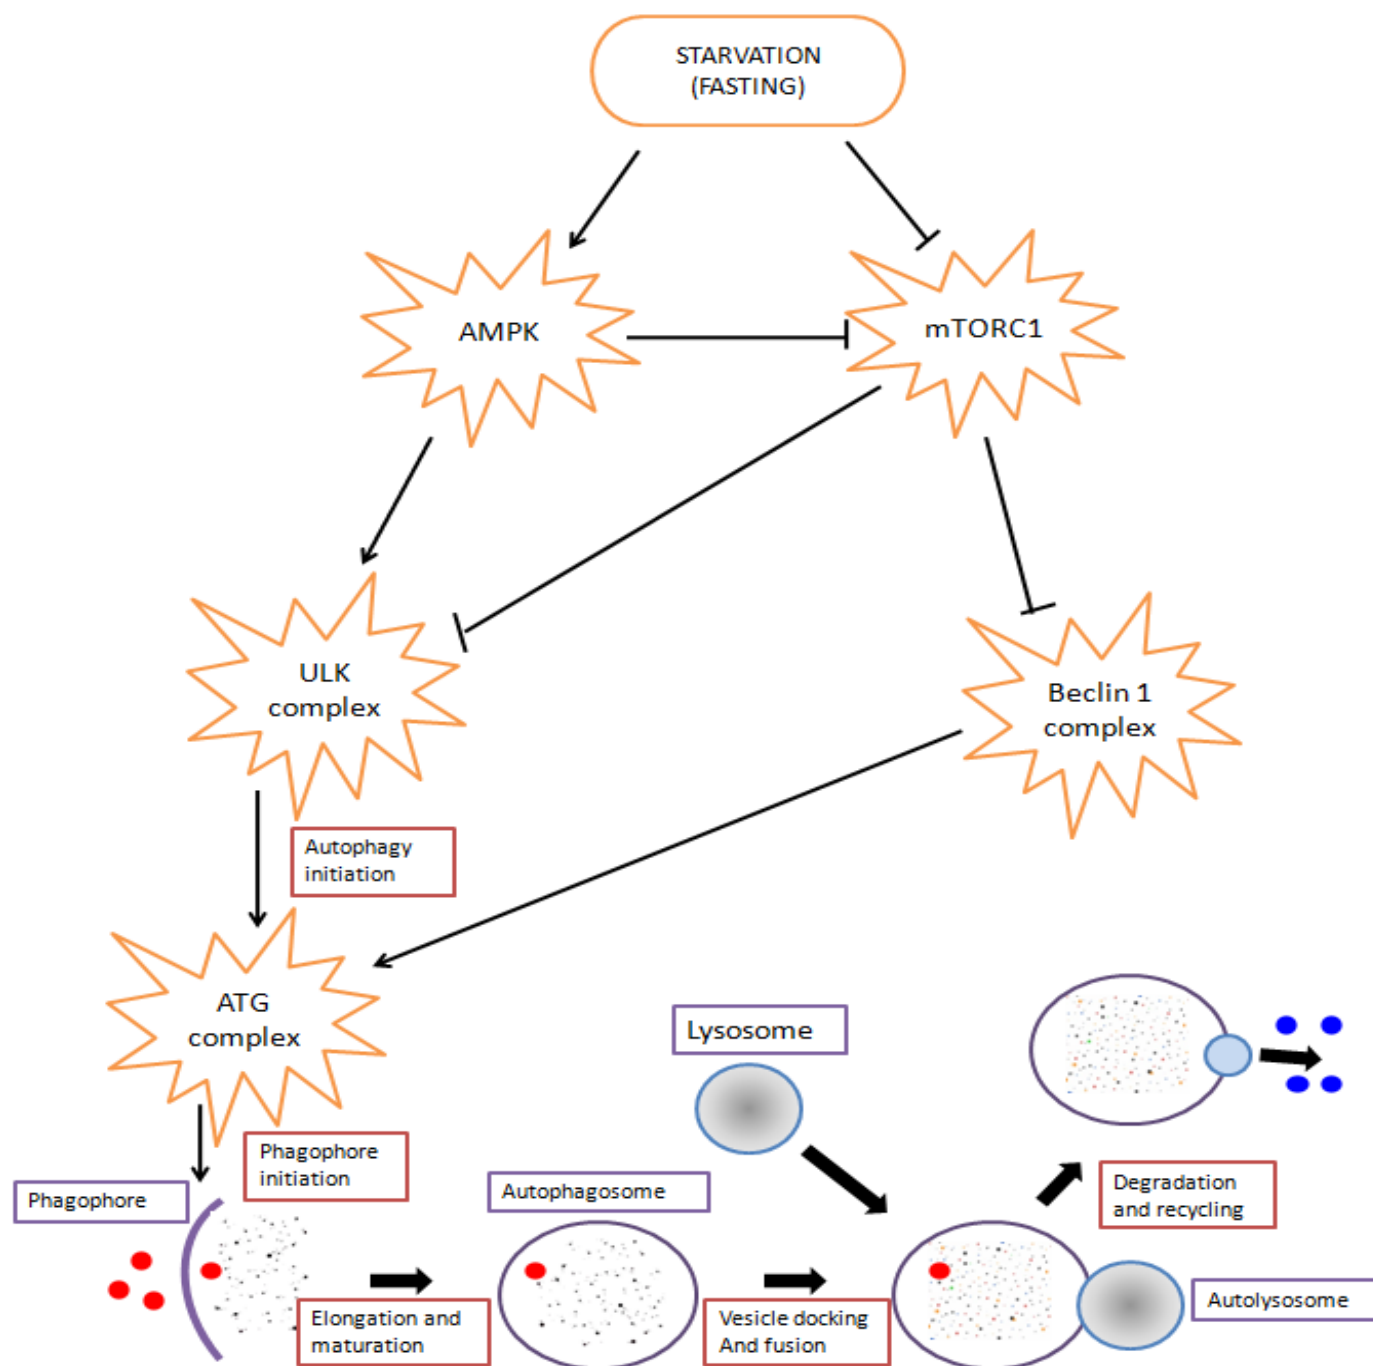 STARVATION
(FASTING)
AMPK
mTORC1
ULK
complex
Beclin 1
complex
Autophagy
initiation
ATG
complex
Lysosome
Phagophore
initiation
Phagophore
Autophagosome
Degradation
and recycling
Elongation and
maturation
Vesicle docking
And fusion
Autolysosome